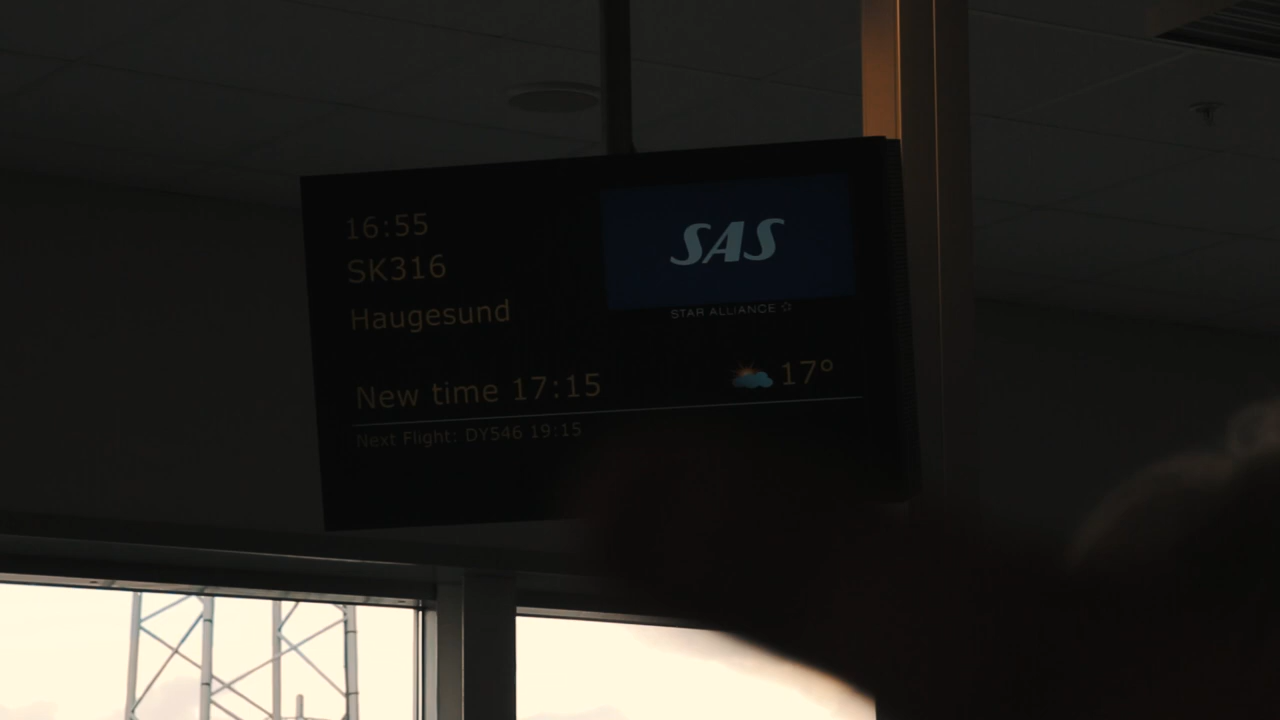 16:55
SK316
Haugesund
SAS
STAR ALLIANCE
New time 17:15
17°
Next Flight: DY546 19:15